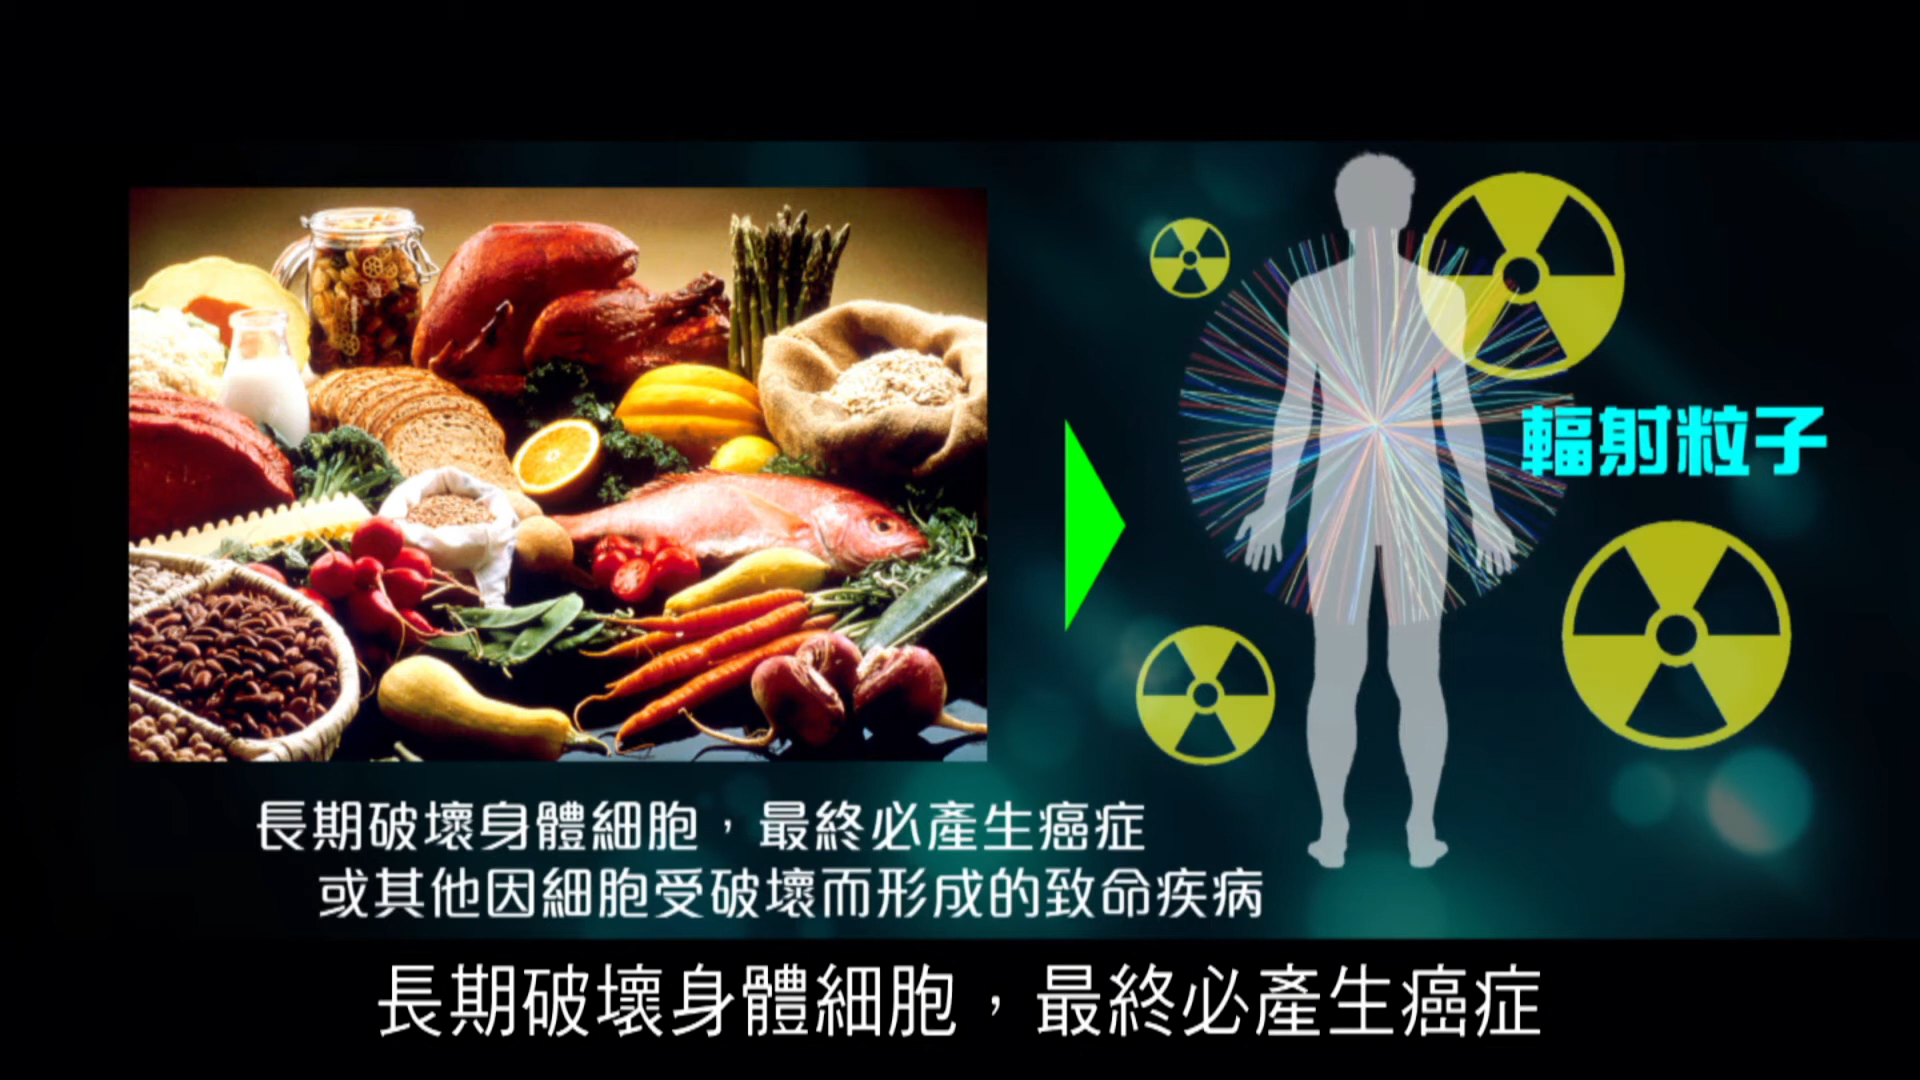 輻射粒子
長期破壞身體細胞，最終必產生癌症
或其他因細胞受破壞而形成的致命疾病
長期破壞身體細胞，最終必產生癌症